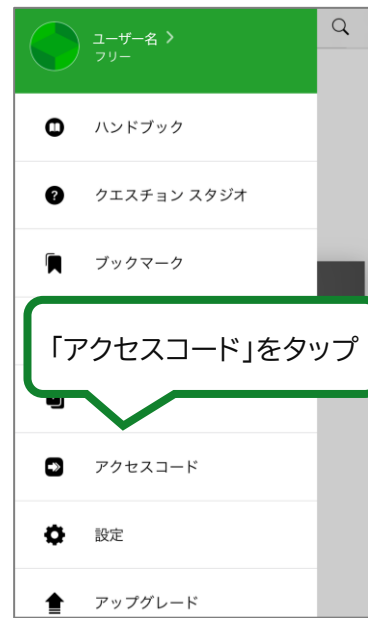 ユーザー名
フリー
ハンドブック
クエスチョン スタジオ
ブックマーク
「アクセスコード」をタップ
アクセスコード
設定
アップグレード